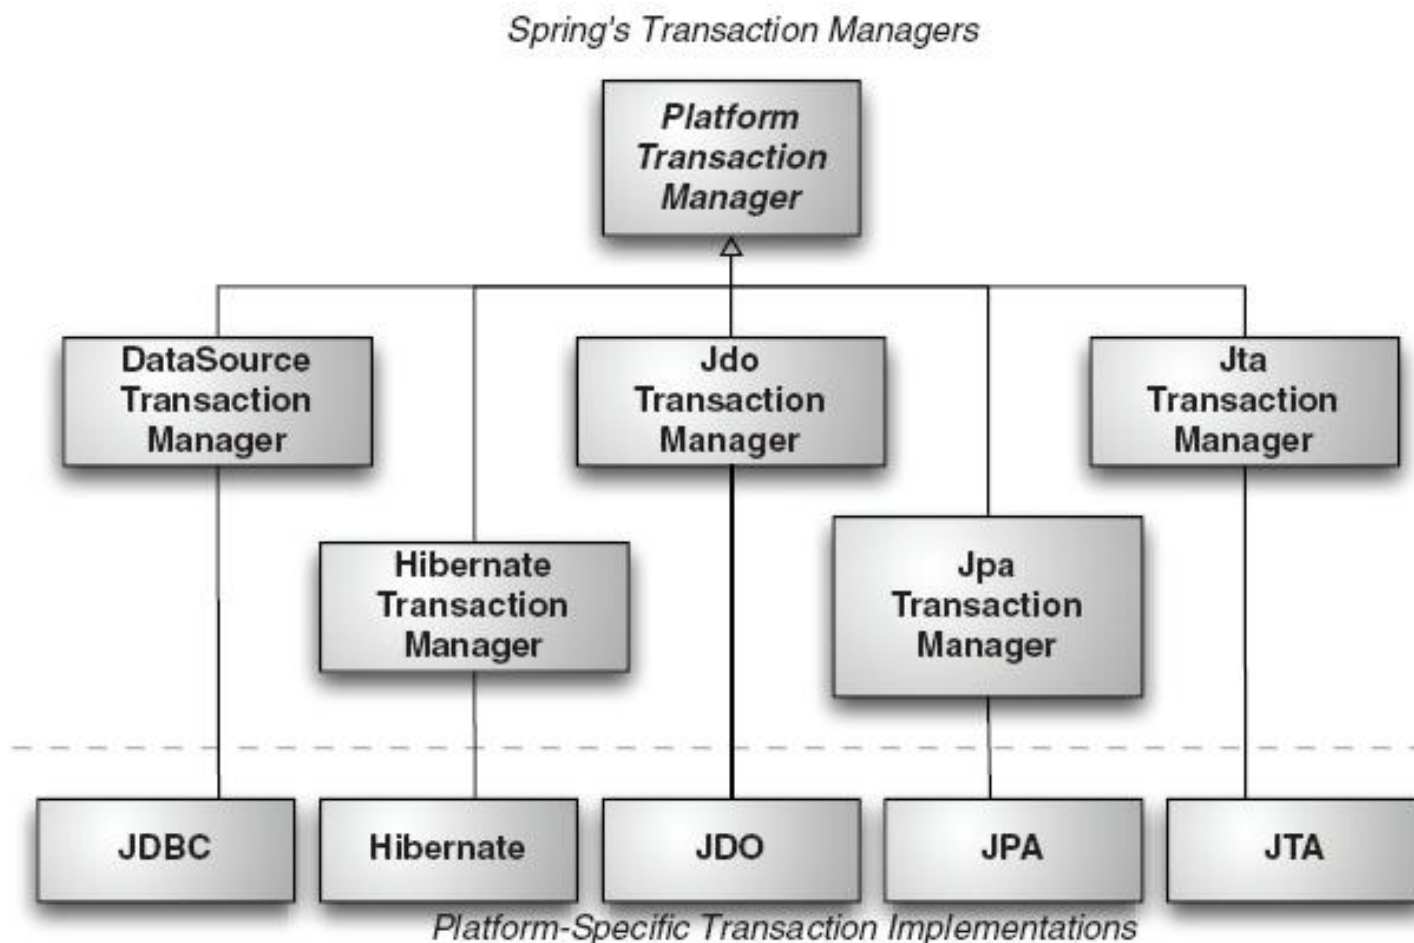 Spring's Transaction Managers
Platform
Transaction
Manager
DataSource
Transaction
Manager
Jdo
Transaction
Manager
Jta
Transaction
Manager
Hibernate
Transaction
Manager
Jpa
Transaction
Manager
JDBC
Hibernate
JDO
JPA
JTA
Platform-Specific Transaction Implementations